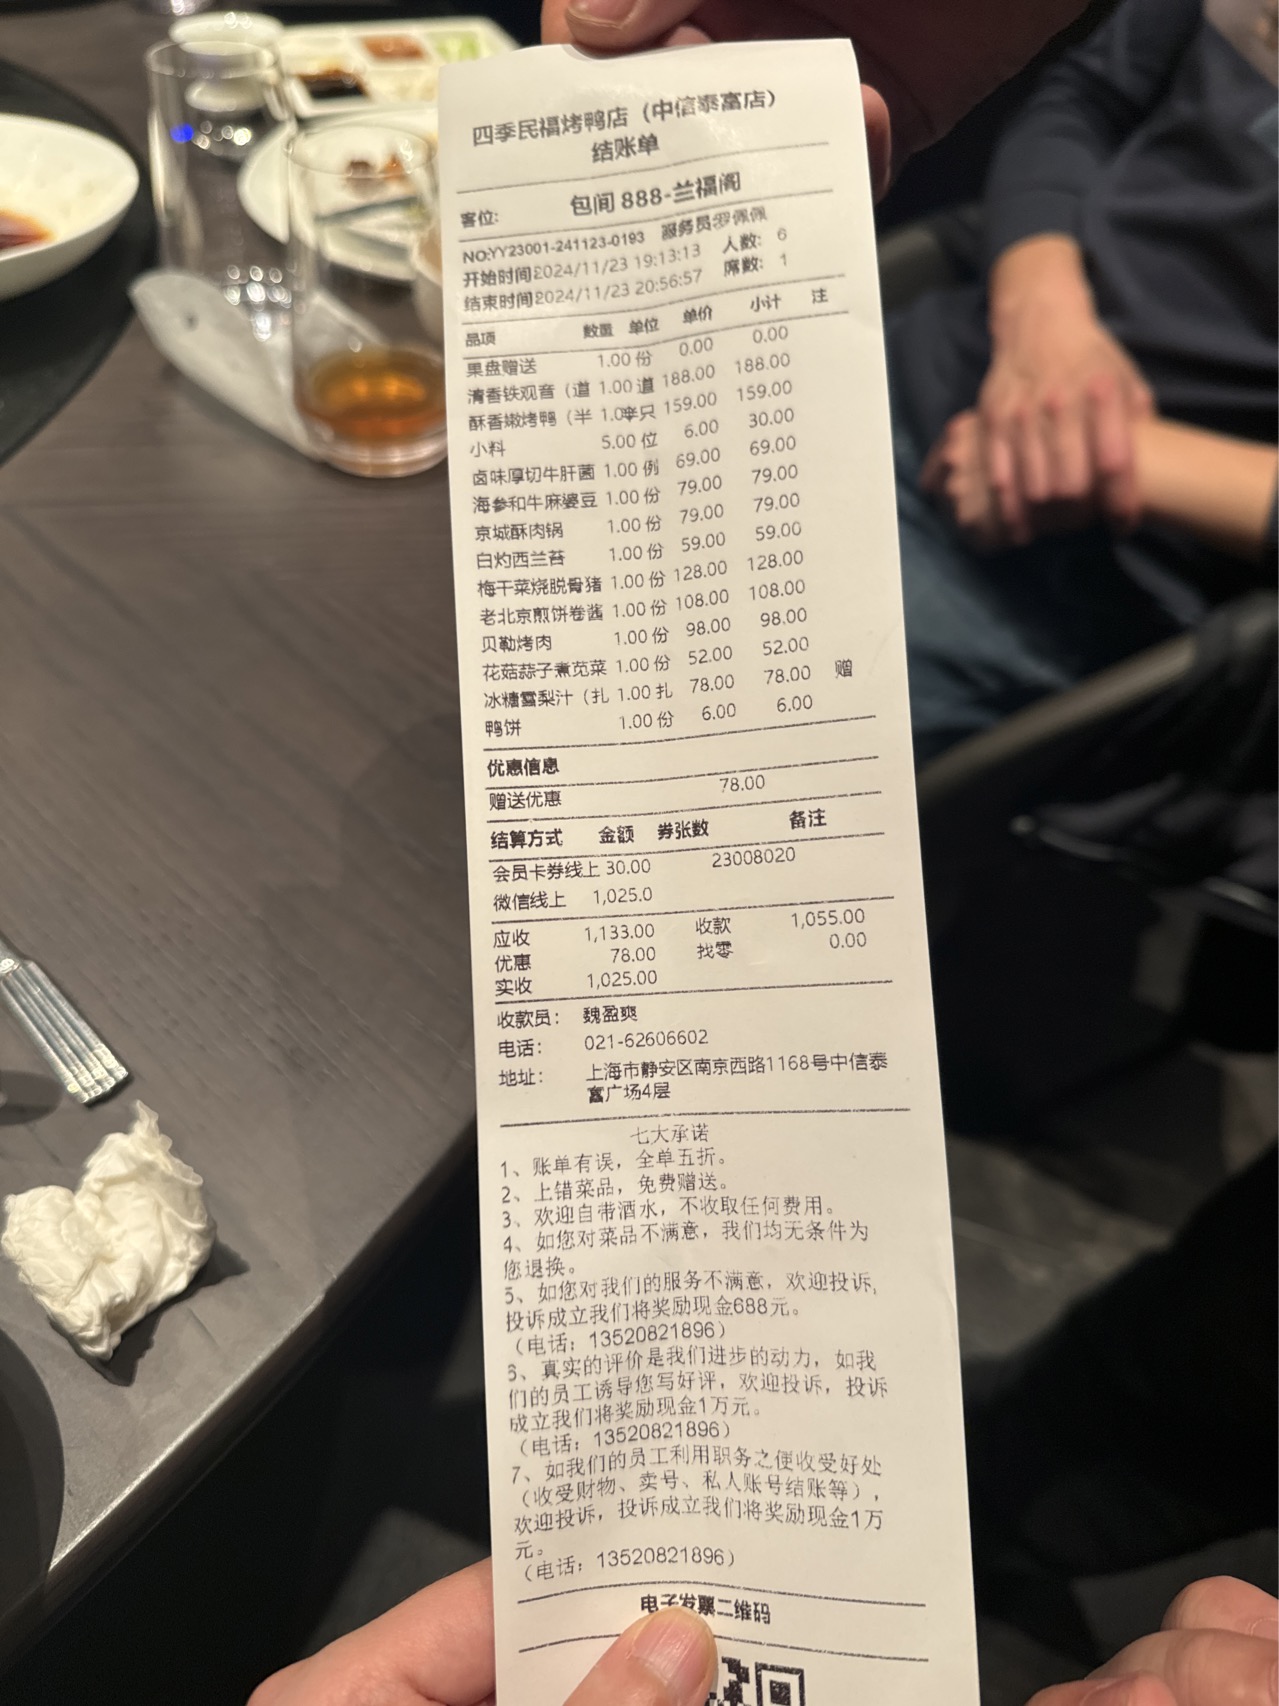 四季民福烤鸭店（中信泰富店）
结账单
客位: 包间 888-兰福阁
NO:YY23001-241123-0193 服务员:罗佩佩
开始时间2024/11/23 19:13:13 人数: 6
结束时间2024/11/23 20:56:57 席数: 1
品项 数量 单位 单价 小计 注
果盘赠送 1.00 份 0.00 0.00
清香铁观音（道 1.00 道 188.00 188.00
酥香嫩烤鸭（半 1.00半只 159.00 159.00
小料 5.00 位 6.00 30.00
卤味厚切牛肝菌 1.00 例 69.00 69.00
海参和牛麻婆豆 1.00 份 79.00 79.00
京城酥肉锅 1.00 份 79.00 79.00
白灼西兰苔 1.00 份 59.00 59.00
梅干菜烧脱骨猪 1.00 份 128.00 128.00
老北京煎饼卷酱 1.00 份 108.00 108.00
贝勒烤肉 1.00 份 98.00 98.00
花菇蒜子煮苋菜 1.00 份 52.00 52.00
冰糖雪梨汁（扎 1.00 扎 78.00 78.00 赠
鸭饼 1.00 份 6.00 6.00
优惠信息
赠送优惠 78.00
结算方式 金额 券张数 备注
会员卡券线上 30.00 23008020
微信线上 1,025.0
应收 1,133.00 收款 1,055.00
优惠 78.00 找零 0.00
实收 1,025.00
收款员: 魏盈爽
电话: 021-62606602
地址: 上海市静安区南京西路1168号中信泰
富广场4层
七大承诺
1、账单有误，全单五折。
2、上错菜品，免费赠送。
3、欢迎自带酒水，不收取任何费用。
4、如您对菜品不满意，我们均无条件为
您退换。
5、如您对我们的服务不满意，欢迎投诉，
投诉成立我们将奖励现金688元。
（电话：13520821896）
6、真实的评价是我们进步的动力，如我
们的员工诱导您写好评，欢迎投诉，投诉
成立我们将奖励现金1万元。
（电话：13520821896）
7、如我们的员工利用职务之便收受好处
（收受财物、卖号、私人账号结账等），
欢迎投诉，投诉成立我们将奖励现金1万
元。
（电话：13520821896）
电子发票二维码